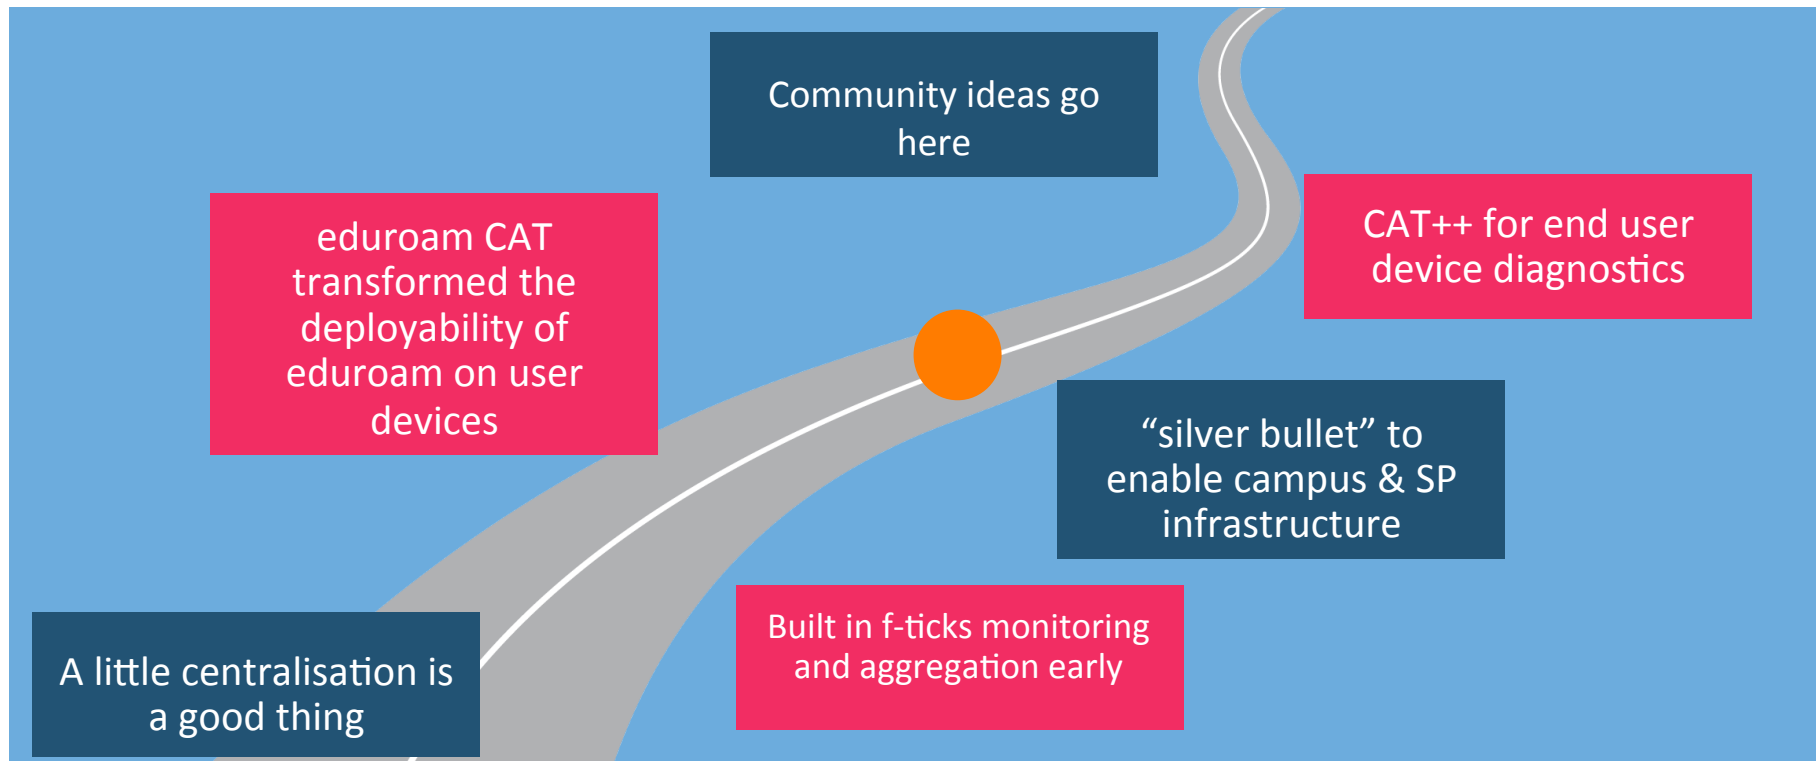 Community ideas go
here
eduroam CAT
transformed the
deployability of
eduroam on user
devices
CAT++ for end user
device diagnostics
“silver bullet” to
enable campus & SP
infrastructure
Built in f-ticks monitoring
and aggregation early
A little centralisation is
a good thing